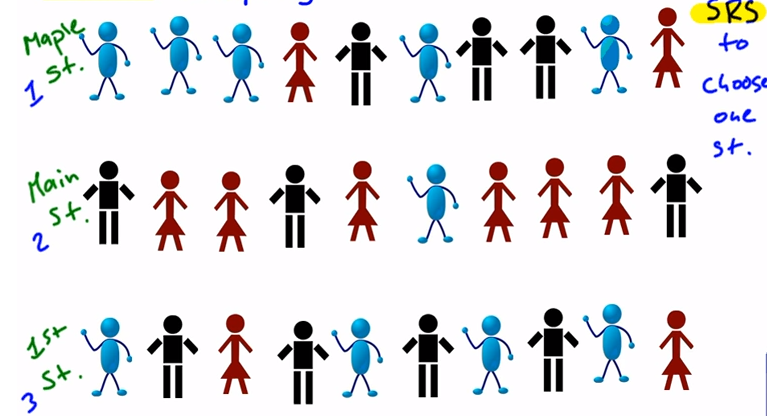 Maple
St.
1
SRS
to
choose
one
st.
Main
St.
2
1st
St.
3